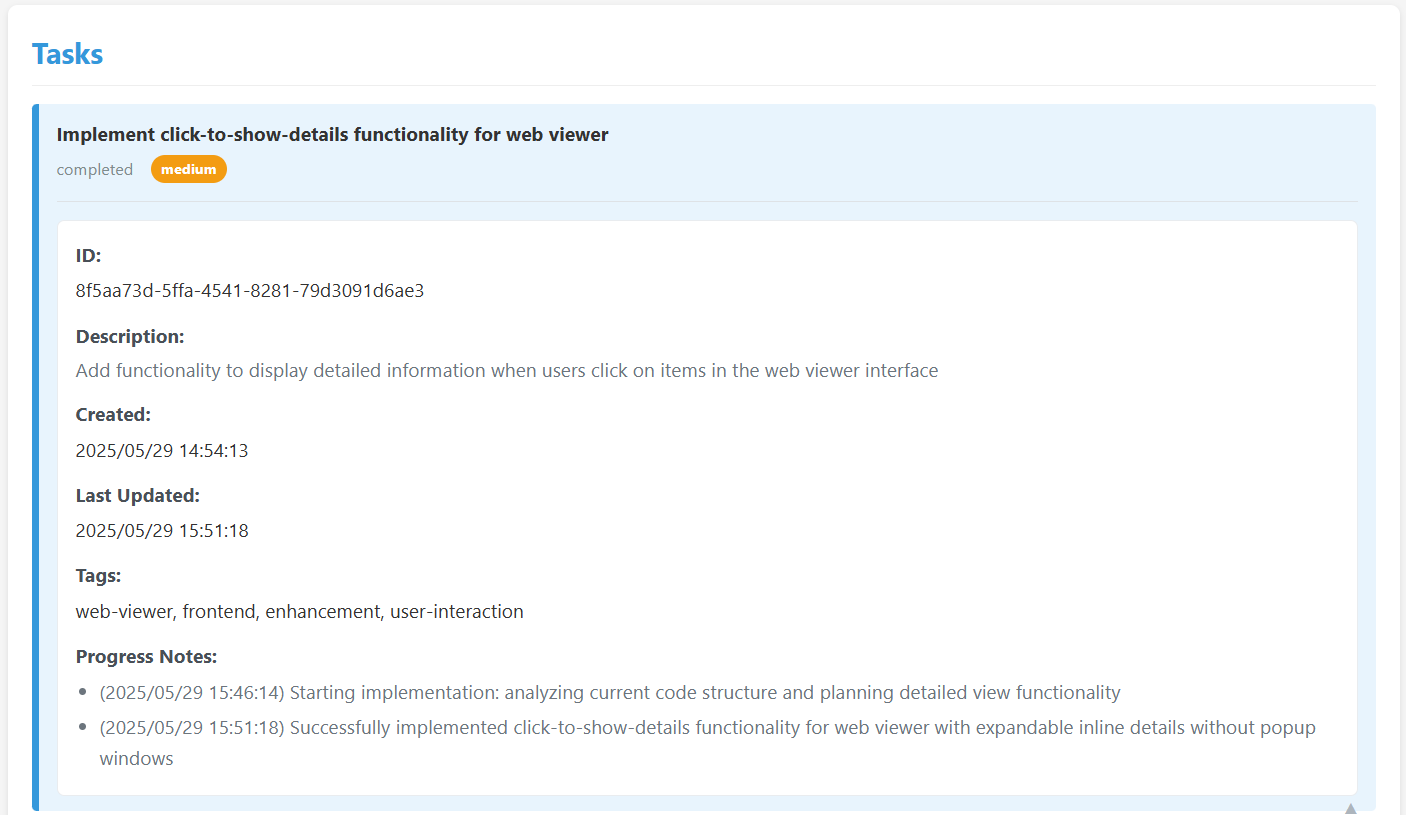 Tasks
Implement click-to-show-details functionality for web viewer
completed medium
ID:
8f5aa73d-5ffa-4541-8281-79d3091d6ae3
Description:
Add functionality to display detailed information when users click on items in the web viewer interface
Created:
2025/05/29 14:54:13
Last Updated:
2025/05/29 15:51:18
Tags:
web-viewer, frontend, enhancement, user-interaction
Progress Notes:
• (2025/05/29 15:46:14) Starting implementation: analyzing current code structure and planning detailed view functionality
• (2025/05/29 15:51:18) Successfully implemented click-to-show-details functionality for web viewer with expandable inline details without popup
windows